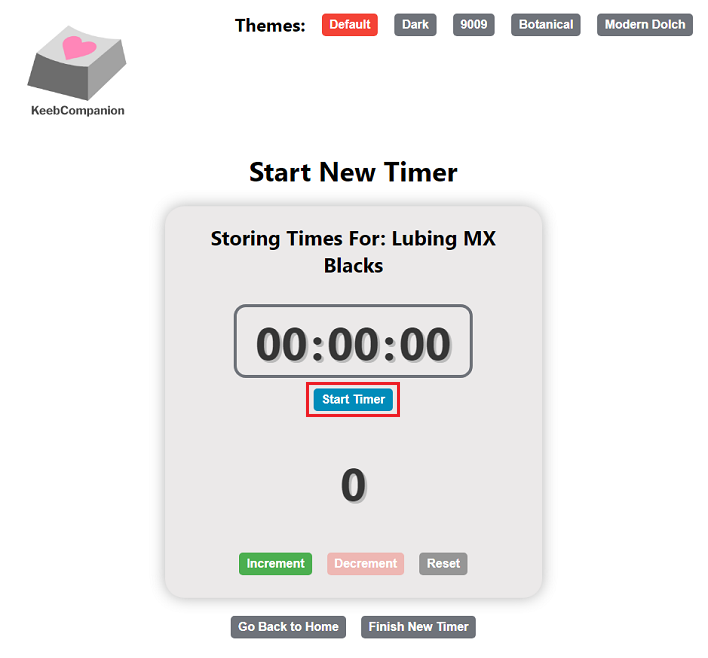 Themes: Default Dark 9009 Botanical Modern Dolch
KeebCompanion
Start New Timer
Storing Times For: Lubing MX
Blacks
00:00:00
Start Timer
0
Increment Decrement Reset
Go Back to Home Finish New Timer